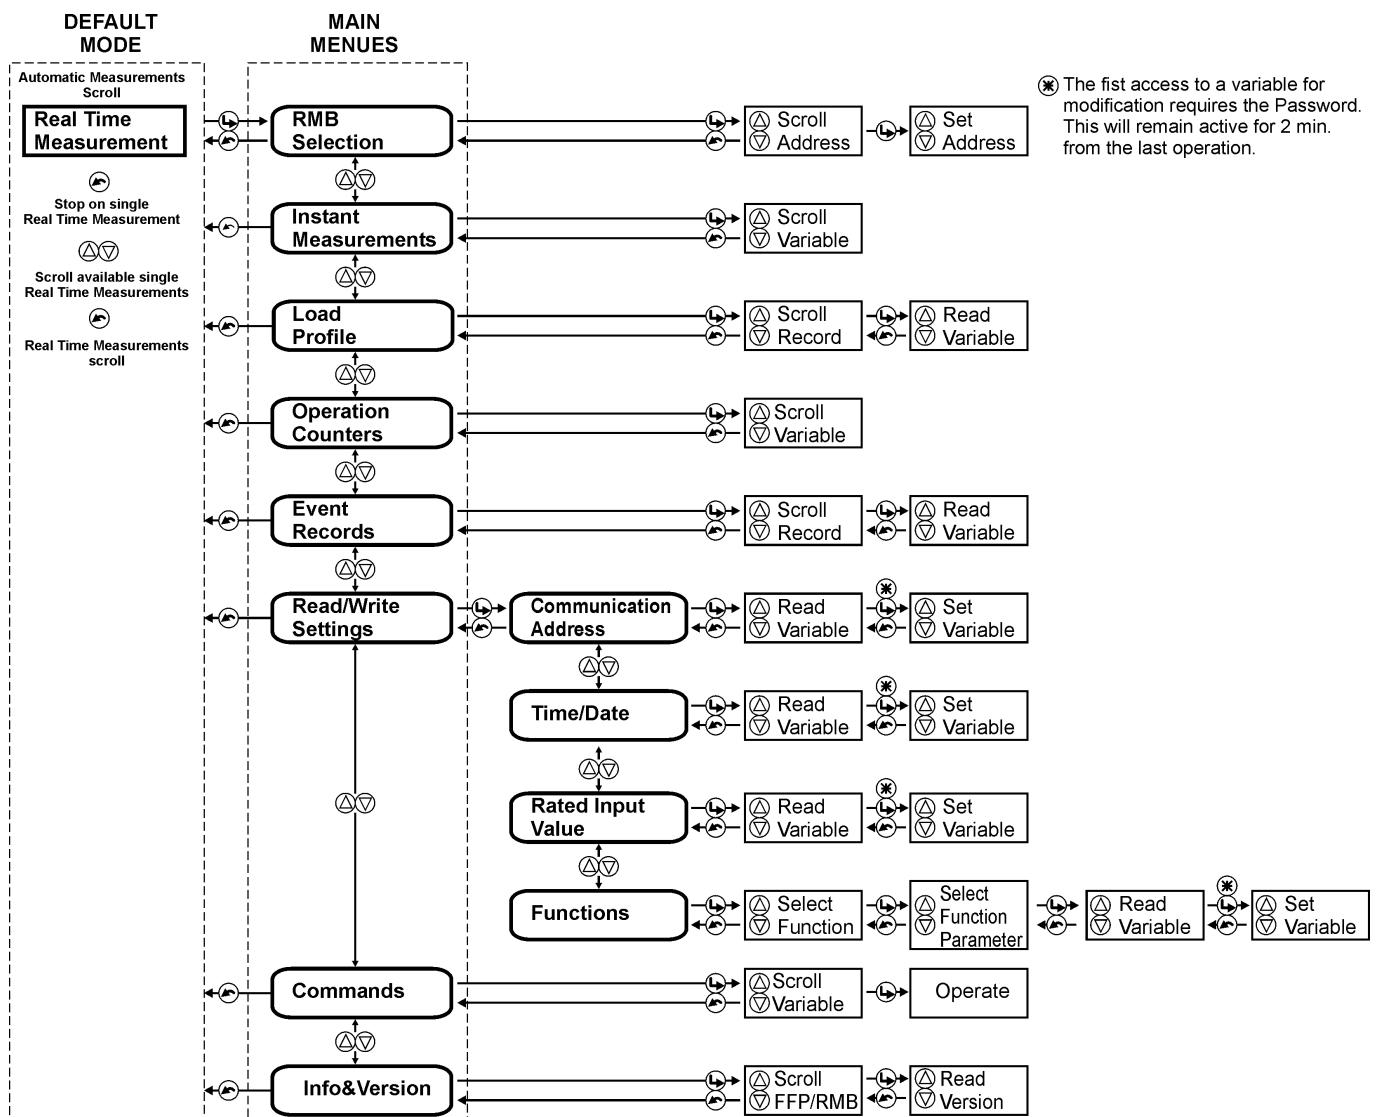 DEFAULT
MODE
MAIN
MENUES
Automatic Measurements
Scroll
Real Time
Measurement
Stop on single
Real Time Measurement
Scroll available single
Real Time Measurements
Real Time Measurements
scroll
The fist access to a variable for
modification requires the Password.
This will remain active for 2 min.
from the last operation.
RMB
Selection
Scroll
Address
Set
Address
Instant
Measurements
Scroll
Variable
Load
Profile
Scroll
Record
Read
Variable
Operation
Counters
Scroll
Variable
Event
Records
Scroll
Record
Read
Variable
Read/Write
Settings
Communication
Address
Read
Variable
Set
Variable
Time/Date
Read
Variable
Set
Variable
Rated Input
Value
Read
Variable
Set
Variable
Functions
Select
Function
Select
Function
Parameter
Read
Variable
Set
Variable
Commands
Scroll
Variable
Operate
Info&Version
Scroll
FFP/RMB
Read
Version